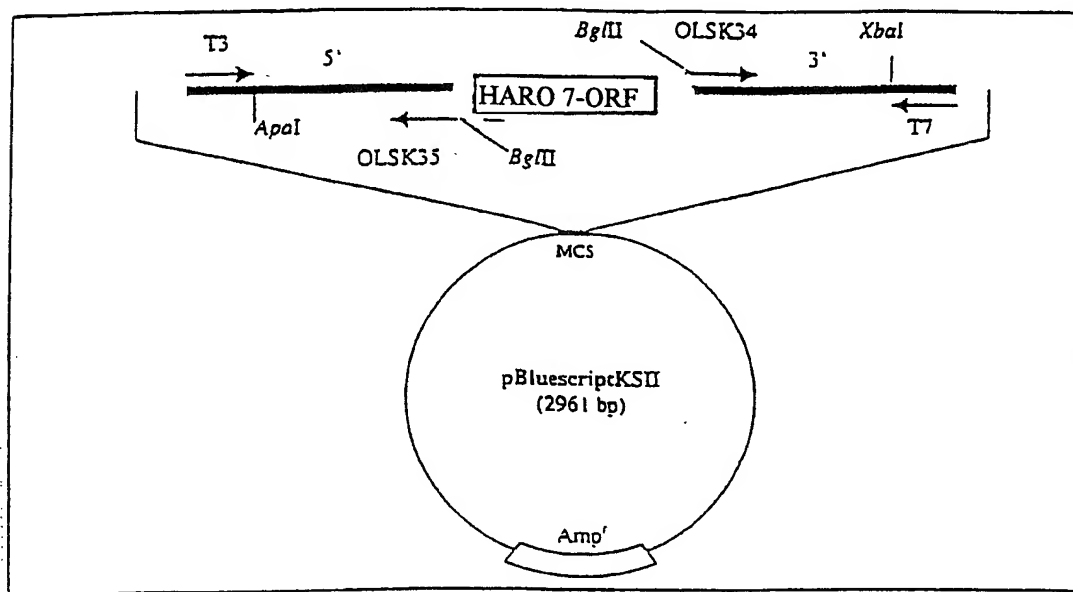 BglII OLSK34 XbaI
T3 5' 3'
HARO 7-ORF
ApaI T7
OLSK35 BglII
MCS
pBluescriptKSII
(2961 bp)
Ampr